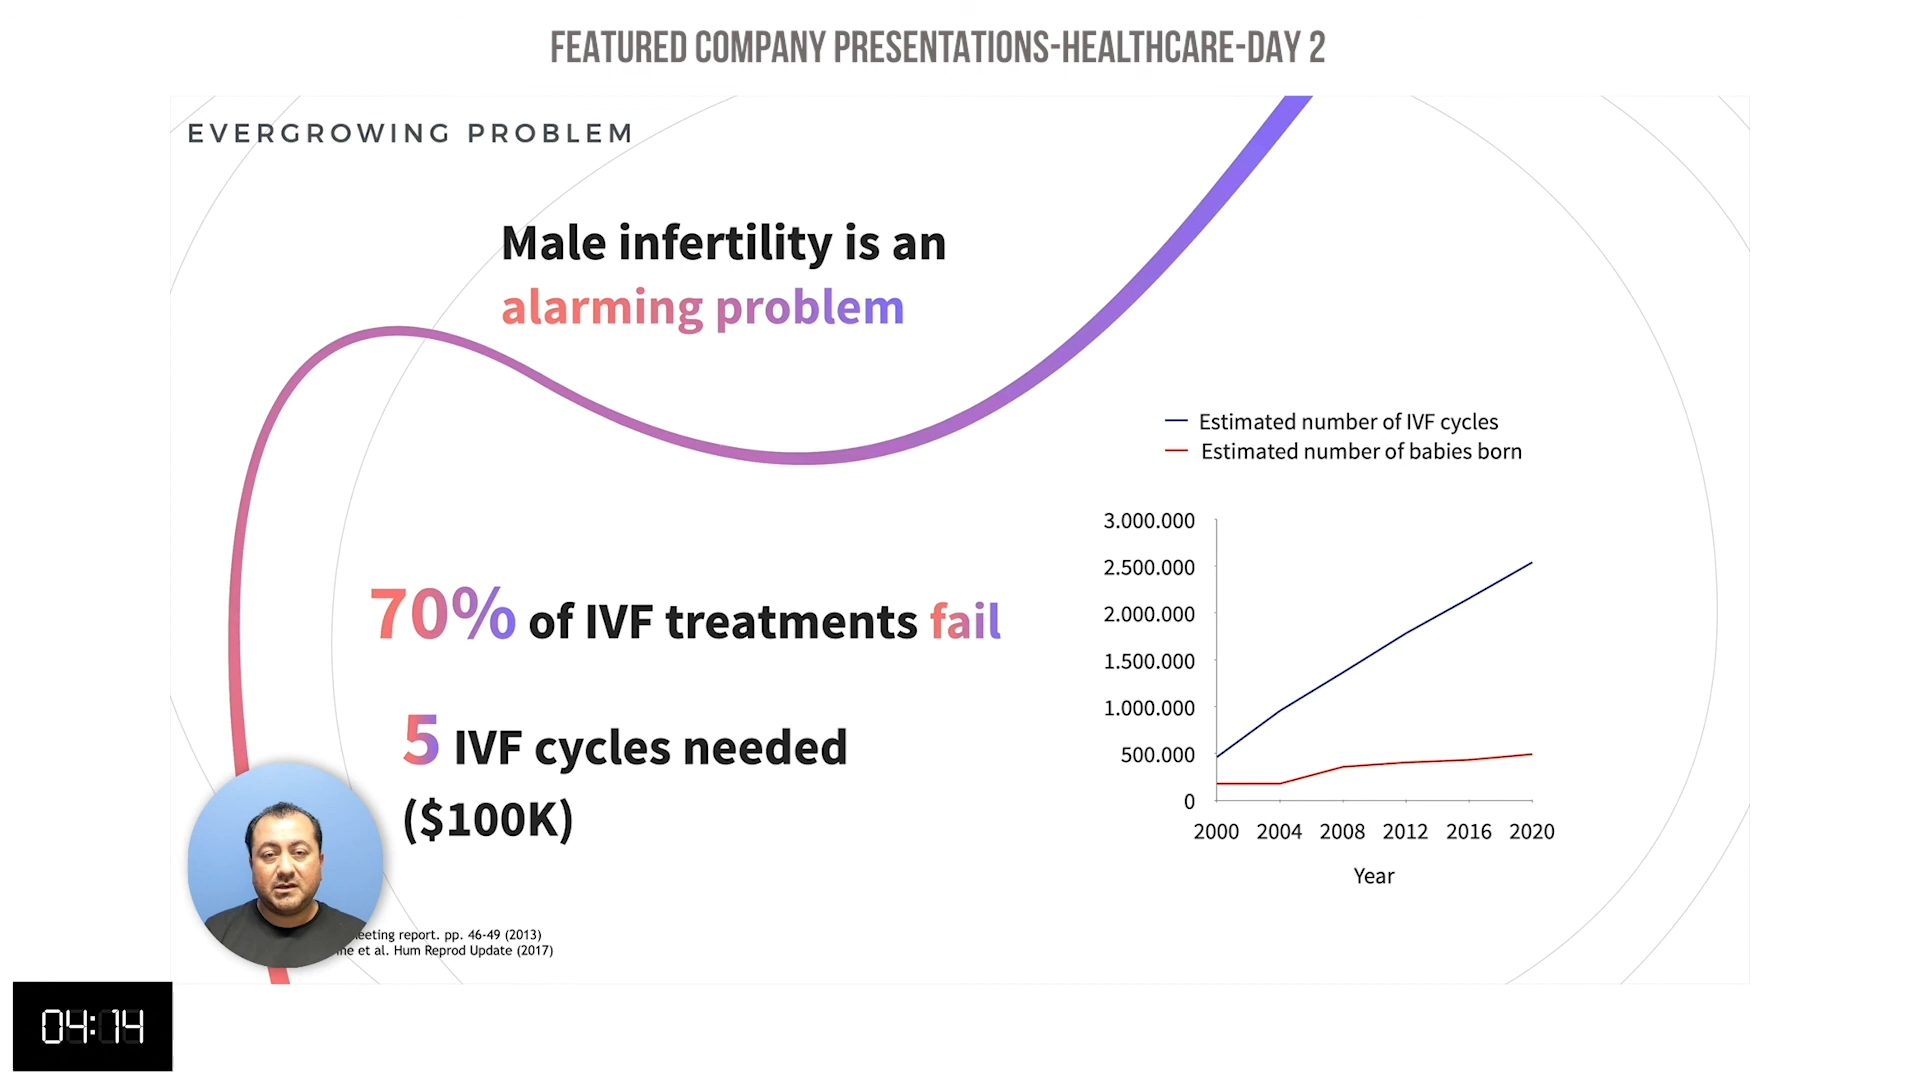 FEATURED COMPANY PRESENTATIONS-HEALTHCARE-DAY 2
EVERGROWING PROBLEM
Male infertility is an
alarming problem
70% of IVF treatments fail
5 IVF cycles needed
($100K)
Estimated number of IVF cycles
Estimated number of babies born
3.000.000
2.500.000
2.000.000
1.500.000
1.000.000
500.000
0
2000 2004 2008 2012 2016 2020
Year
report. pp. 46-49 (2013)
et al. Hum Reprod Update (2017)
04:14